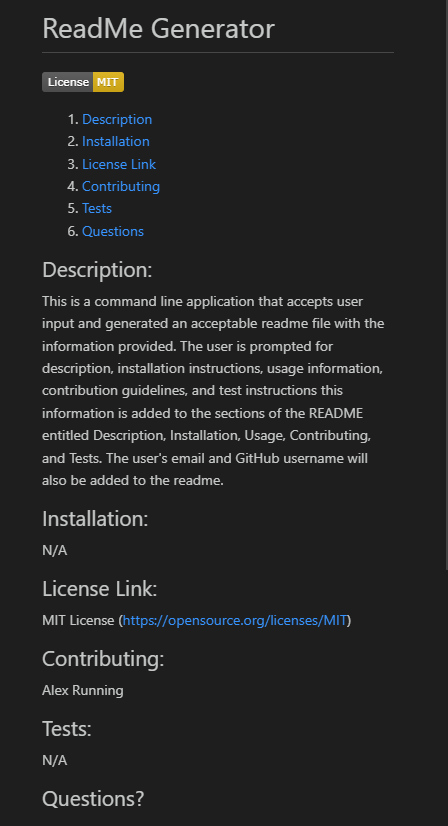 ReadMe Generator
License MIT
1. Description
2. Installation
3. License Link
4. Contributing
5. Tests
6. Questions
Description:
This is a command line application that accepts user
input and generated an acceptable readme file with the
information provided. The user is prompted for
description, installation instructions, usage information,
contribution guidelines, and test instructions this
information is added to the sections of the README
entitled Description, Installation, Usage, Contributing,
and Tests. The user's email and GitHub username will
also be added to the readme.
Installation:
N/A
License Link:
MIT License (https://opensource.org/licenses/MIT)
Contributing:
Alex Running
Tests:
N/A
Questions?